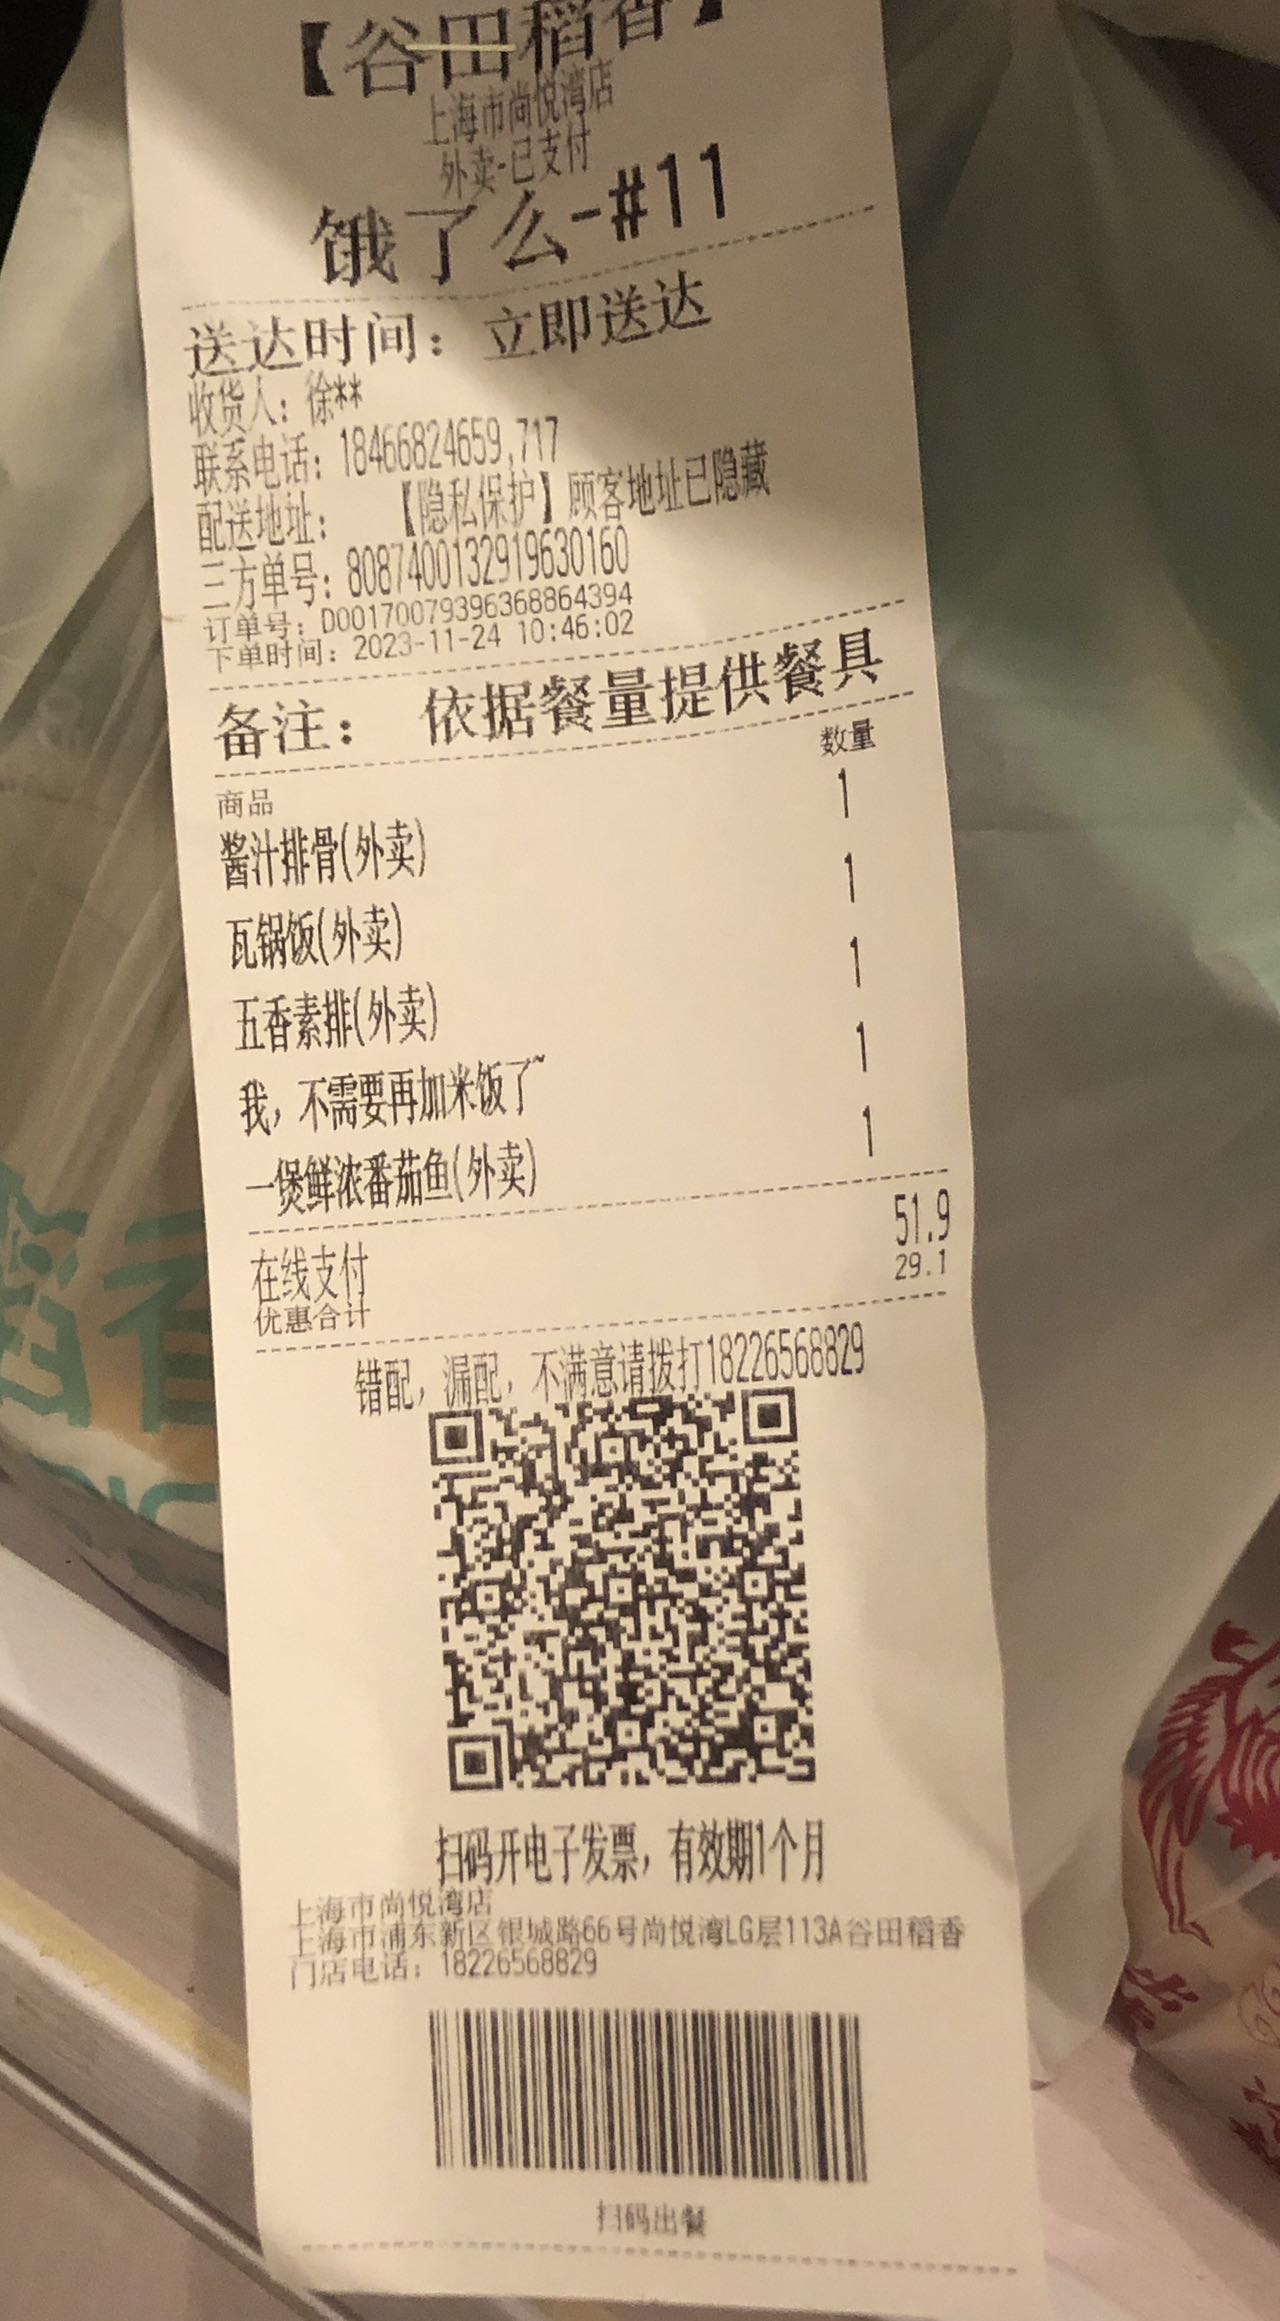 【谷田稻香】
上海市尚悦湾店
外卖-已支付
饿了么-#11
送达时间：立即送达
收货人：徐**
联系电话：18466824659,717
配送地址：【隐私保护】顾客地址已隐藏
三方单号：8087400132919630160
订单号：D00170079396368864394
下单时间：2023-11-24 10:46:02
备注：依据餐量提供餐具
商品 数量
酱汁排骨(外卖) 1
瓦锅饭(外卖) 1
五香素排(外卖) 1
我，不需要再加米饭了~ 1
一煲鲜浓番茄鱼(外卖) 1
在线支付 51.9
优惠合计 29.1
错配，漏配，不满意请拨打18226568829
扫码开电子发票，有效期1个月
上海市尚悦湾店
上海市浦东新区银城路66号尚悦湾LG层113A谷田稻香
门店电话：18226568829
扫码出餐
稻香